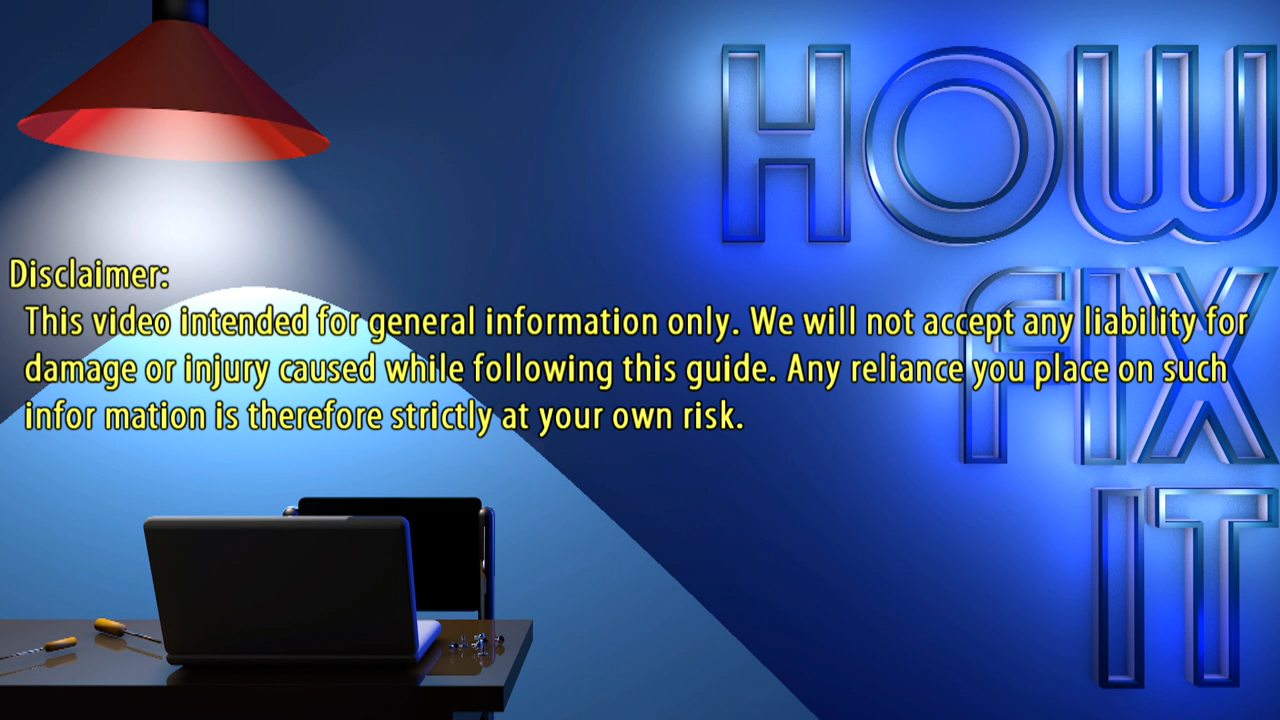 HOW
FIX
IT
Disclaimer:
This video intended for general information only. We will not accept any liability for
damage or injury caused while following this guide. Any reliance you place on such
infor mation is therefore strictly at your own risk.